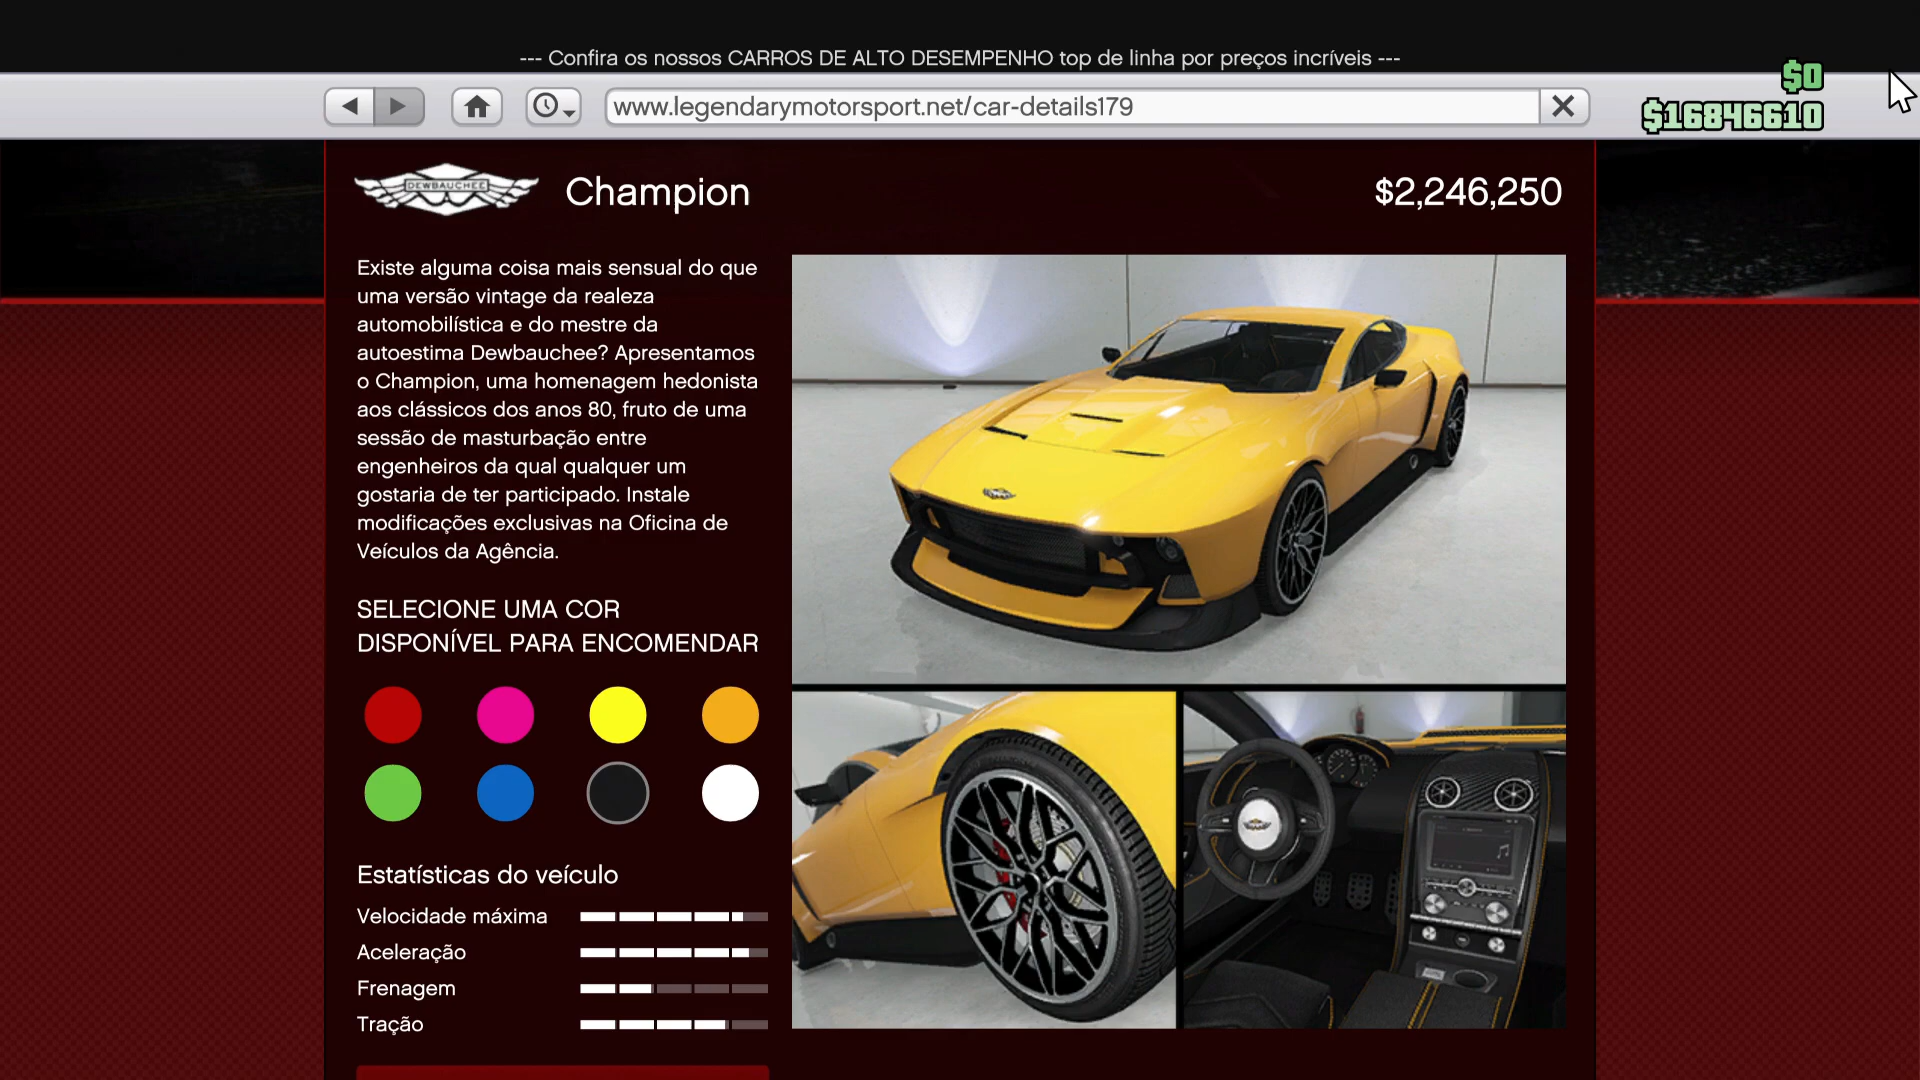 --- Confira os nossos CARROS DE ALTO DESEMPENHO top de linha por preços incríveis ---
$0
www.legendarymotorsport.net/car-details179
$16846610
DEWBAUCHEE
Champion
$2,246,250
Existe alguma coisa mais sensual do que
uma versão vintage da realeza
automobilística e do mestre da
autoestima Dewbauchee? Apresentamos
o Champion, uma homenagem hedonista
aos clássicos dos anos 80, fruto de uma
sessão de masturbação entre
engenheiros da qual qualquer um
gostaria de ter participado. Instale
modificações exclusivas na Oficina de
Veículos da Agência.
SELECIONE UMA COR
DISPONÍVEL PARA ENCOMENDAR
Estatísticas do veículo
Velocidade máxima
Aceleração
Frenagem
Tração